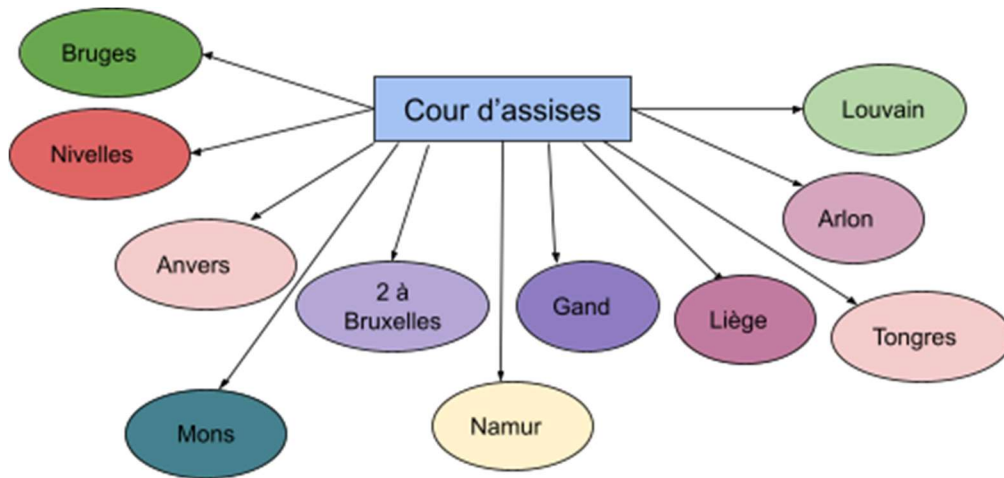 Bruges
Cour d’assises
Louvain
Nivelles
Arlon
Anvers
2 à
Bruxelles
Gand
Liège
Tongres
Mons
Namur